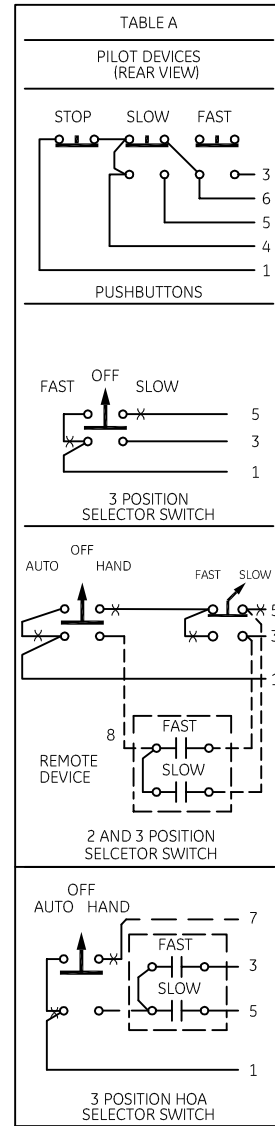 TABLE A
PILOT DEVICES
(REAR VIEW)
STOP SLOW FAST
3
6
5
4
1
PUSHBUTTONS
FAST OFF SLOW
5
3
1
3 POSITION
SELECTOR SWITCH
OFF
AUTO HAND FAST SLOW
5
3
1
8
FAST
REMOTE
DEVICE
SLOW
2 AND 3 POSITION
SELCETOR SWITCH
OFF
AUTO HAND
7
FAST
3
SLOW
5
1
3 POSITION HOA
SELECTOR SWITCH